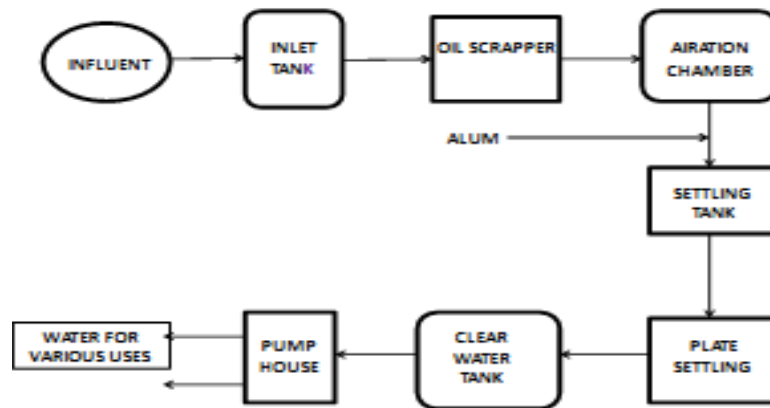 INFLUENT
INLET
TANK
OIL SCRAPPER
AIRATION
CHAMBER
ALUM
SETTLING
TANK
PLATE
SETTLING
CLEAR
WATER
TANK
PUMP
HOUSE
WATER FOR
VARIOUS USES